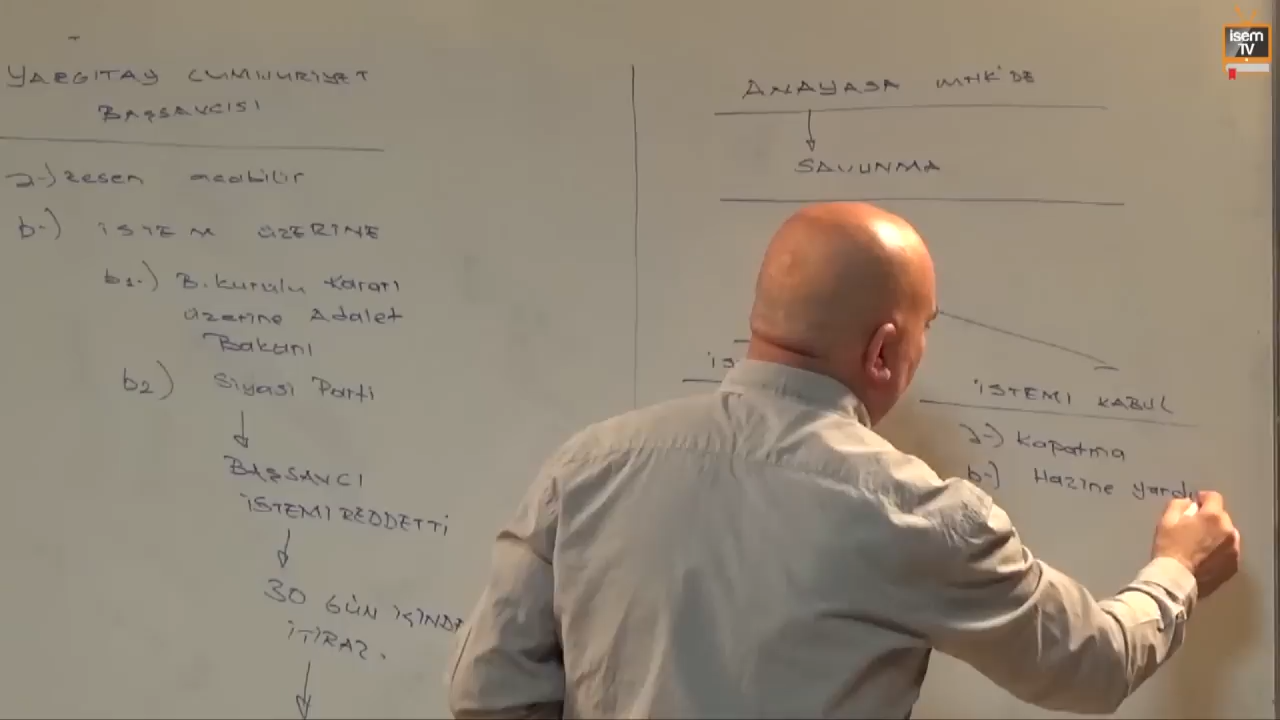 YARGITAY CUMHURİYET
BAŞSAVCISI
a-) resen açabilir
b-) İSTEM ÜZERİNE
b1-) B. kurulu kararı
üzerine Adalet
Bakanı
b2) Siyasi Parti
BAŞSAVCI
İSTEMİ REDDETTİ
30 GÜN İÇİNDE
İTİRAZ.
ANAYASA MHK'DE
SAVUNMA
İSTEMİ KABUL
a-) Kapatma
b-) Hazine yardı
isem
TV